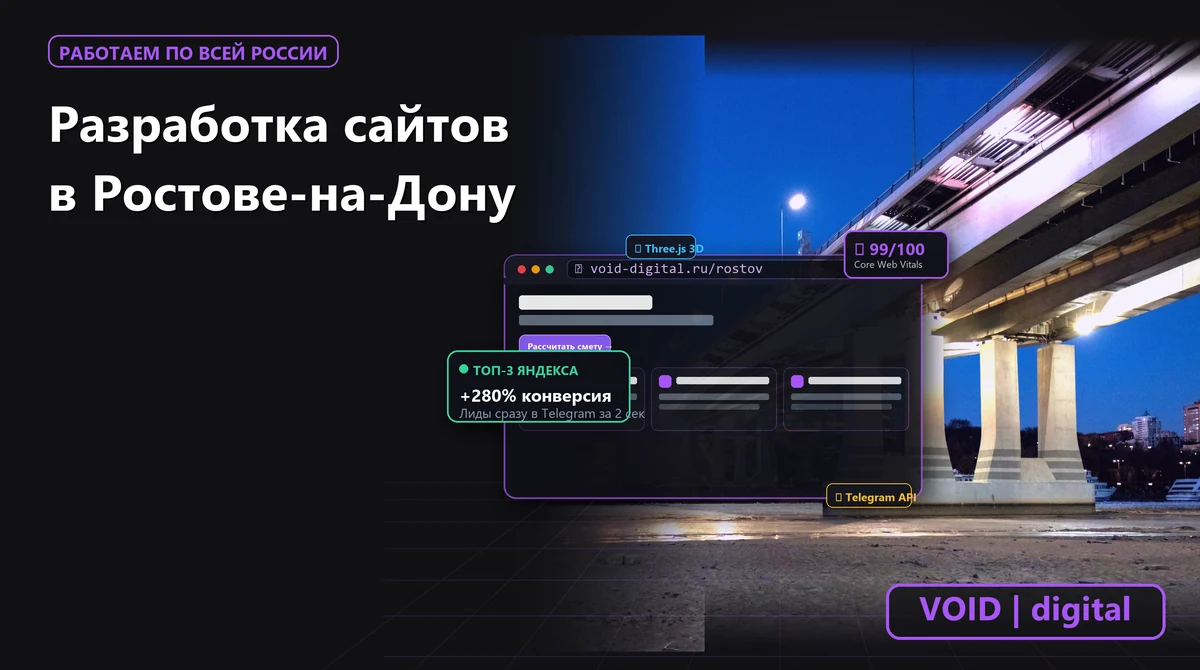 РАБОТАЕМ ПО ВСЕЙ РОССИИ
Разработка сайтов
в Ростове-на-Дону
Three.js 3D
99/100
Core Web Vitals
void-digital.ru/rostov
Рассчитать смету →
ТОП-3 ЯНДЕКСА
+280% конверсия
Лиды сразу в Telegram за 2 сек
Telegram API
VOID | digital